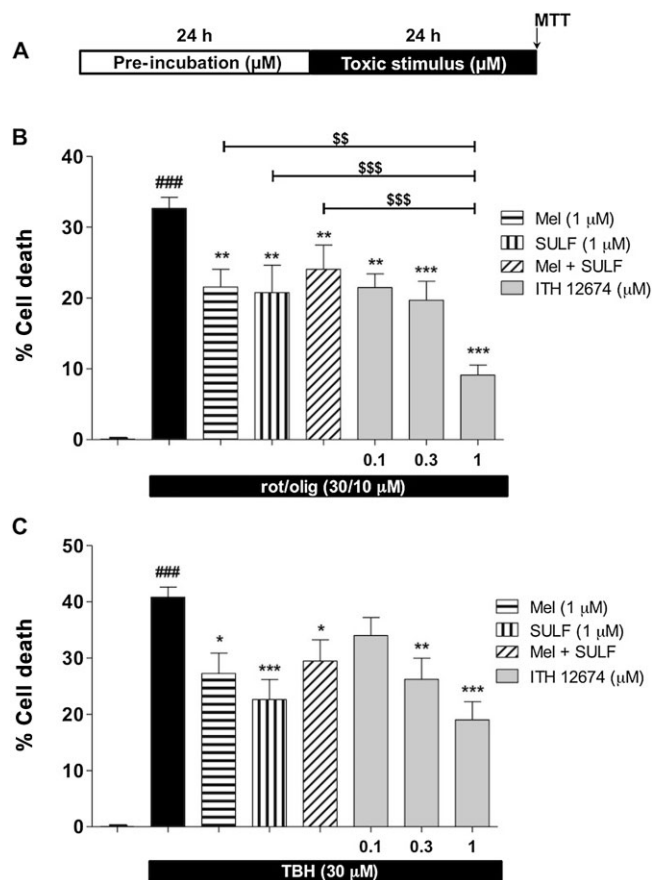 MTT
24 h
24 h
A
Pre-incubation (µM)
Toxic stimulus (µM)
B
$$
$$$
$$$
###
**
**
**
**
***
***
% Cell death
40
30
20
10
0
Mel (1 µM)
SULF (1 µM)
Mel + SULF
ITH 12674 (µM)
0.1
0.3
1
rot/olig (30/10 µM)
C
###
*
***
*
**
***
% Cell death
50
40
30
20
10
0
Mel (1 µM)
SULF (1 µM)
Mel + SULF
ITH 12674 (µM)
0.1
0.3
1
TBH (30 µM)